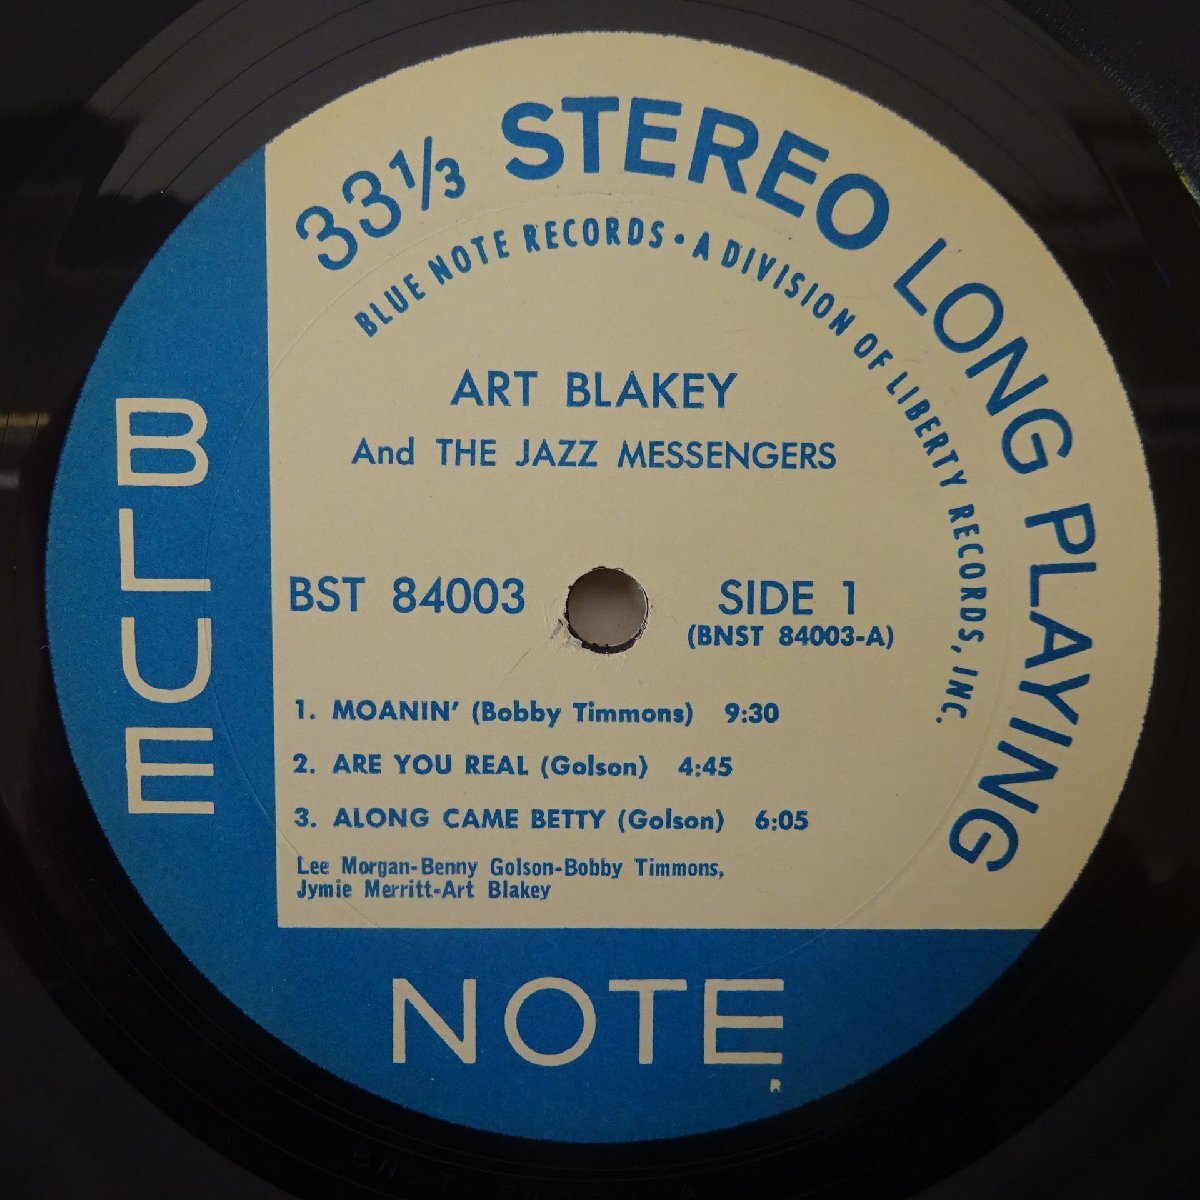 33 1/3 STEREO LONG PLAYING
BLUE NOTE RECORDS • A DIVISION OF LIBERTY RECORDS, INC.
ART BLAKEY
And THE JAZZ MESSENGERS
BST 84003
SIDE 1
(BNST 84003-A)
1. MOANIN' (Bobby Timmons) 9:30
2. ARE YOU REAL (Golson) 4:45
3. ALONG CAME BETTY (Golson) 6:05
Lee Morgan-Benny Golson-Bobby Timmons,
Jymie Merritt-Art Blakey
BLUE
NOTE
R